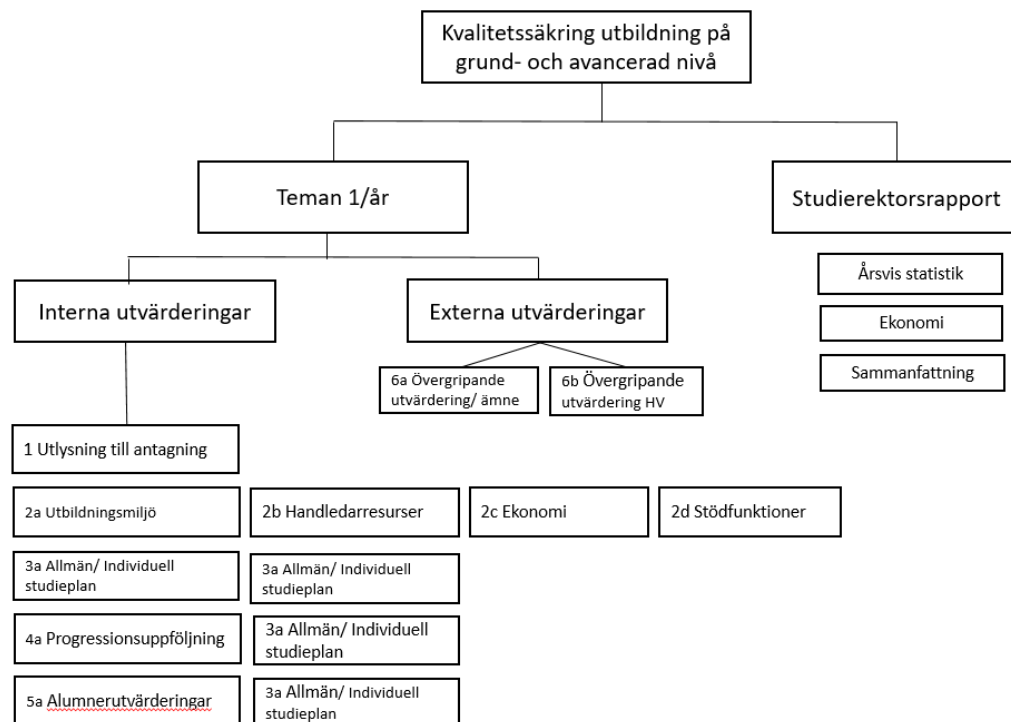 Kvalitetssäkring utbildning på
grund- och avancerad nivå
Teman 1/år
Studierektorsrapport
Interna utvärderingar
Externa utvärderingar
Årsvis statistik
Ekonomi
Sammanfattning
6a Övergripande
utvärdering/ ämne
6b Övergripande
utvärdering HV
1 Utlysning till antagning
2a Utbildningsmiljö
2b Handledarresurser
2c Ekonomi
2d Stödfunktioner
3a Allmän/ Individuell
studieplan
3a Allmän/ Individuell
studieplan
4a Progressionsuppföljning
3a Allmän/ Individuell
studieplan
5a Alumnerutvärderingar
3a Allmän/ Individuell
studieplan